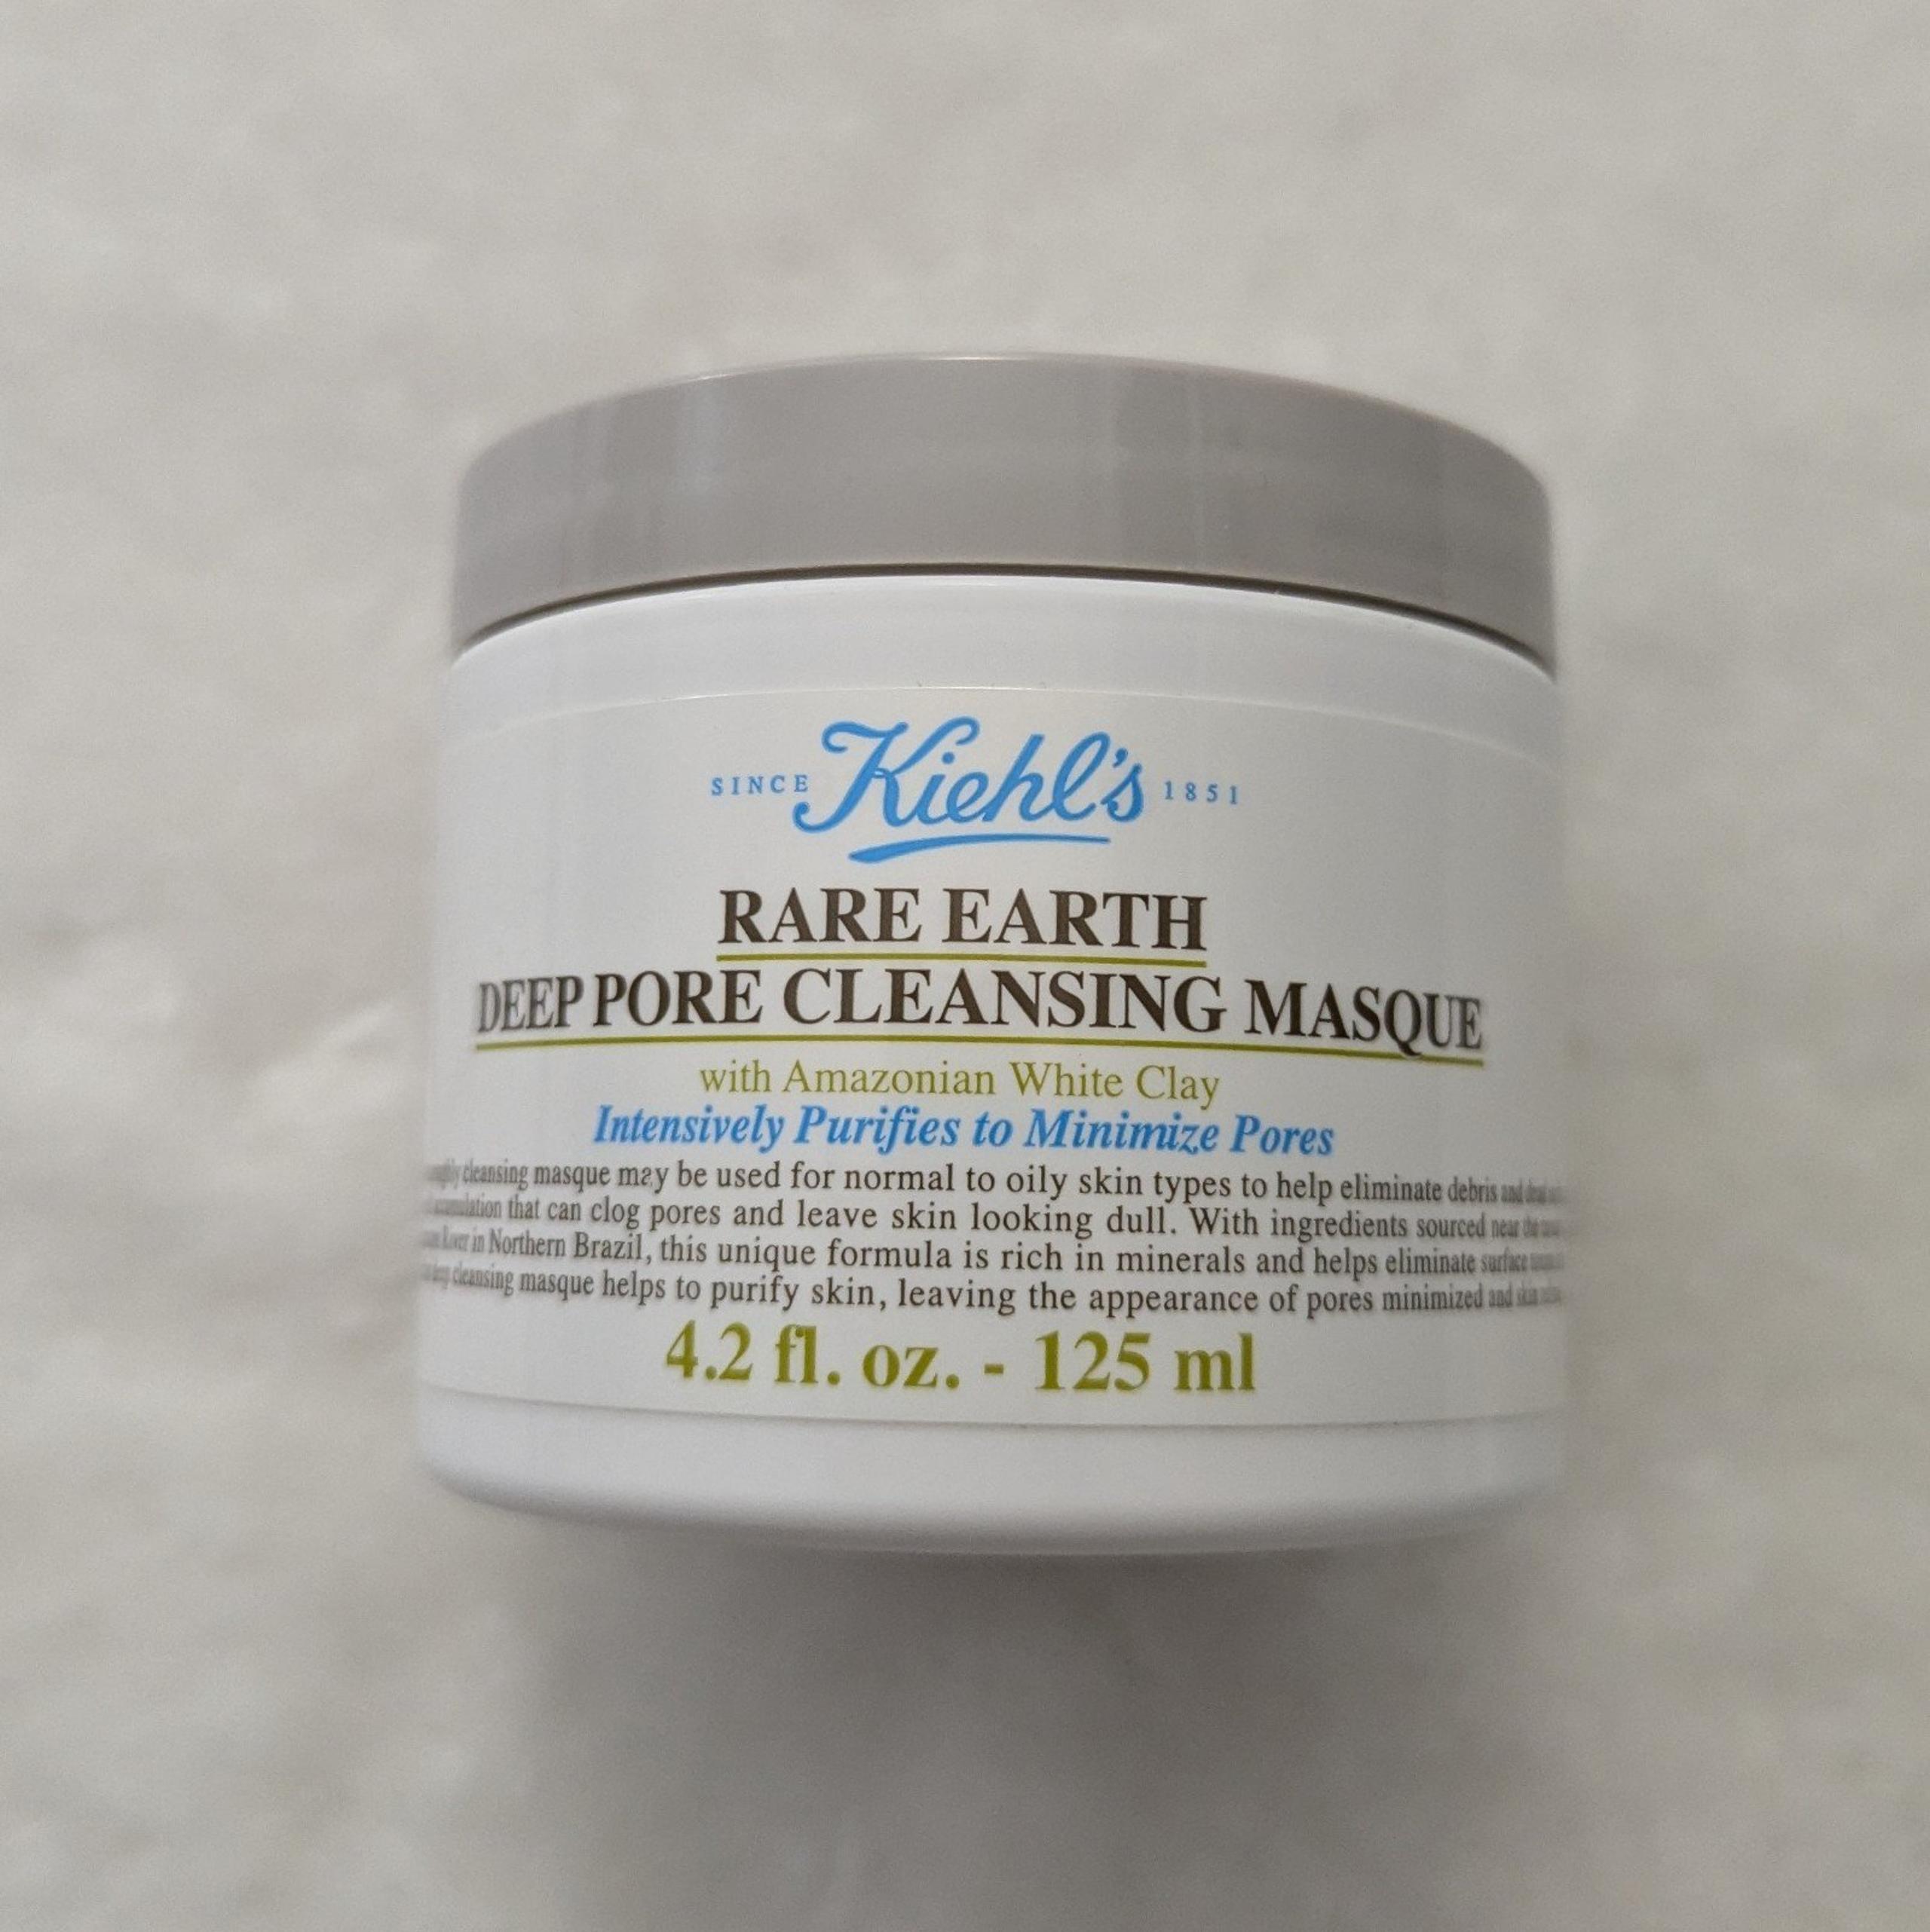 SINCE Kiehl's 1851
RARE EARTH
DEEP PORE CLEANSING MASQUE
with Amazonian White Clay
Intensively Purifies to Minimize Pores
cleansing masque may be used for normal to oily skin types to help eliminate debris and
that can clog pores and leave skin looking dull. With ingredients sourced near the
River in Northern Brazil, this unique formula is rich in minerals and helps eliminate surface
cleansing masque helps to purify skin, leaving the appearance of pores minimized and
4.2 fl. oz. - 125 ml